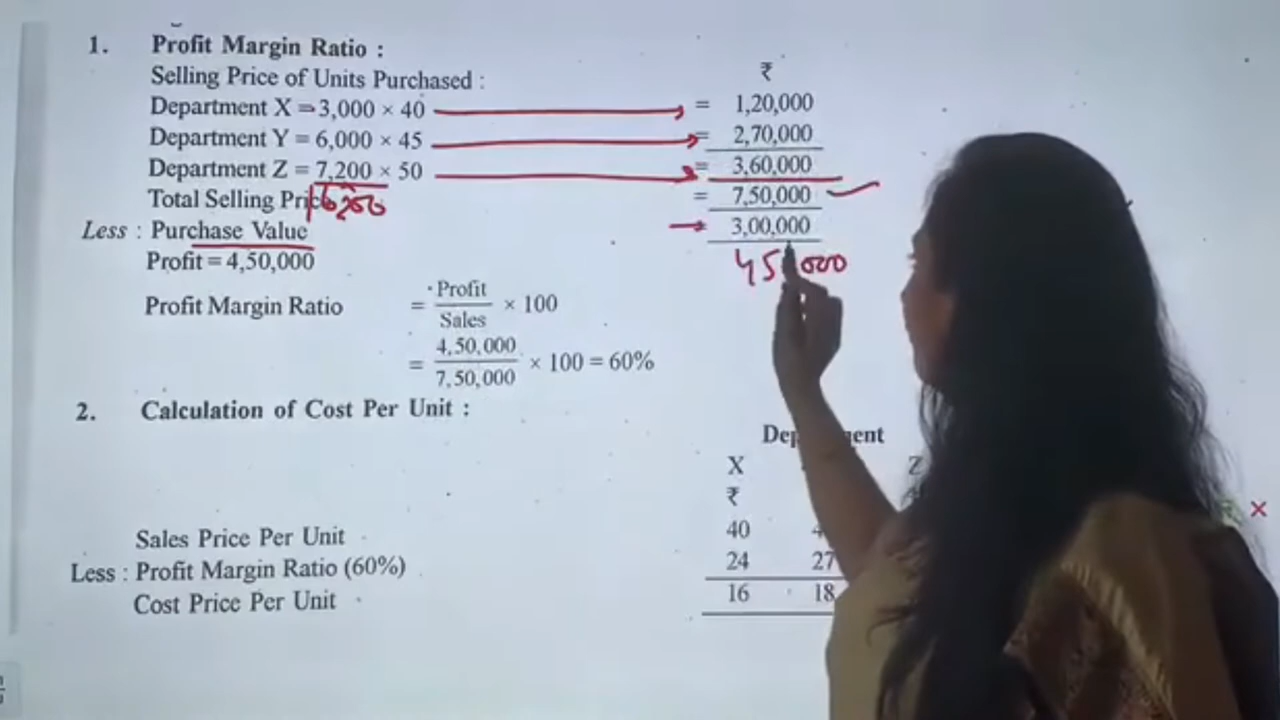 1. Profit Margin Ratio :
Selling Price of Units Purchased : ₹
Department X = 3,000 × 40 = 1,20,000
Department Y = 6,000 × 45 = 2,70,000
Department Z = 7,200 × 50 = 3,60,000
Total Selling = 7,50,000
Less : Purchase Value 3,00,000
Profit = 4,50,000
Profit Margin Ratio = Profit / Sales × 100
= 4,50,000 / 7,50,000 × 100 = 60%
2. Calculation of Cost Per Unit :
X Z
₹
Sales Price Per Unit 40
Less : Profit Margin Ratio (60%) 24 27
Cost Price Per Unit 16 18